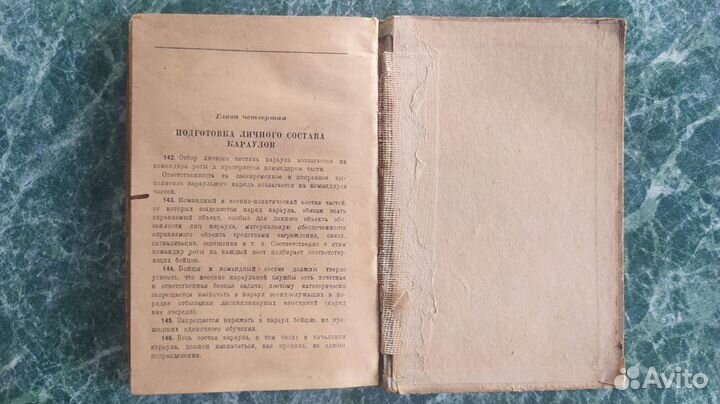 Глава четвертая
ПОДГОТОВКА ЛИЧНОГО СОСТАВА
КАРАУЛОВ
142. Отбор личного состава караула возлагается на
командира роты и проверяется командиром части.
Ответственность за своевременное и исправное вы-
полнение караульного наряда возлагается на командиров
частей.
143. Командный и военно-политический состав частей,
от которых выделяется наряд караула, обязан знать
охраняемый объект, особые для данного объекта обя-
занности лиц караула, материальную обеспеченность
охраняемого объекта средствами заграждения, связи,
сигнализации, освещения и т. п. Соответственно с этим
командир роты на каждый пост подбирает соответству-
ющих бойцов.
144. Бойцы и командный состав должны твердо
усвоить, что несение караульной службы есть почетная
и ответственная боевая задача; поэтому категорически
запрещается назначать в караул военнослужащих в по-
рядке отбывания дисциплинарных взысканий (наряд
вне очереди).
145. Запрещается наряжать в караул бойцов, не про-
шедших одиночного обучения.
146. Весь состав караула, в том числе и начальник
караула, должен назначаться, как правило, из одного
подразделения.
Avito